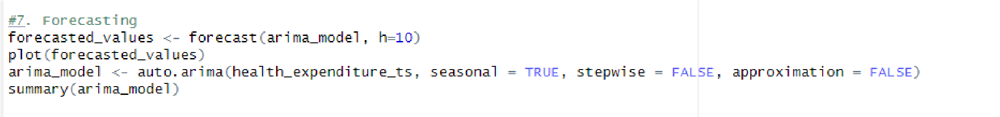 #7. Forecasting
forecasted_values <- forecast(arima_model, h=10)
plot(forecasted_values)
arima_model <- auto.arima(health_expenditure_ts, seasonal = TRUE, stepwise = FALSE, approximation = FALSE)
summary(arima_model)